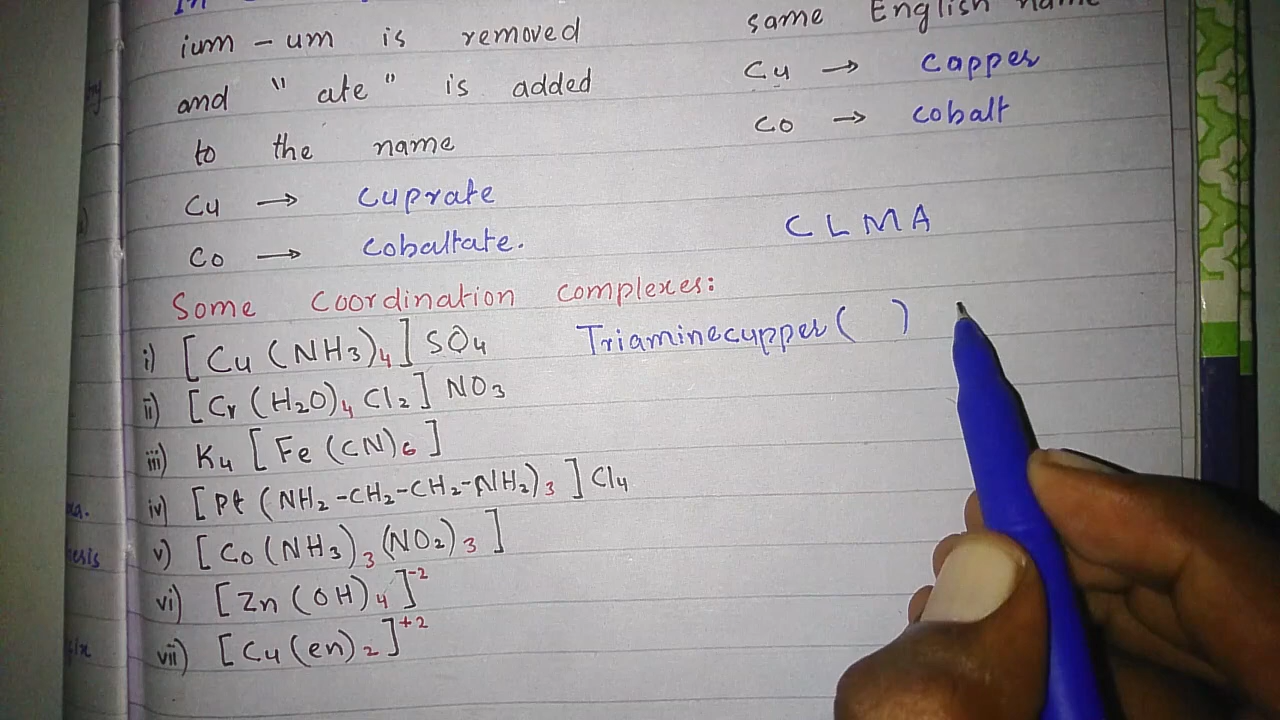 In
ium - um is removed
and "ate" is added
to the name
Cu → cuprate
Co → cobaltate.
same English name
Cu → capper
Co → cobalt
CLMA
Some coordination complexes:
i) [Cu(NH3)4]SO4 Triaminecupper( )
ii) [Cr(H2O)4Cl2]NO3
iii) K4[Fe(CN)6]
iv) [Pt(NH2-CH2-CH2-NH2)3]Cl4
v) [Co(NH3)3(NO2)3]
vi) [Zn(OH)4]-2
vii) [Cu(en)2]+2